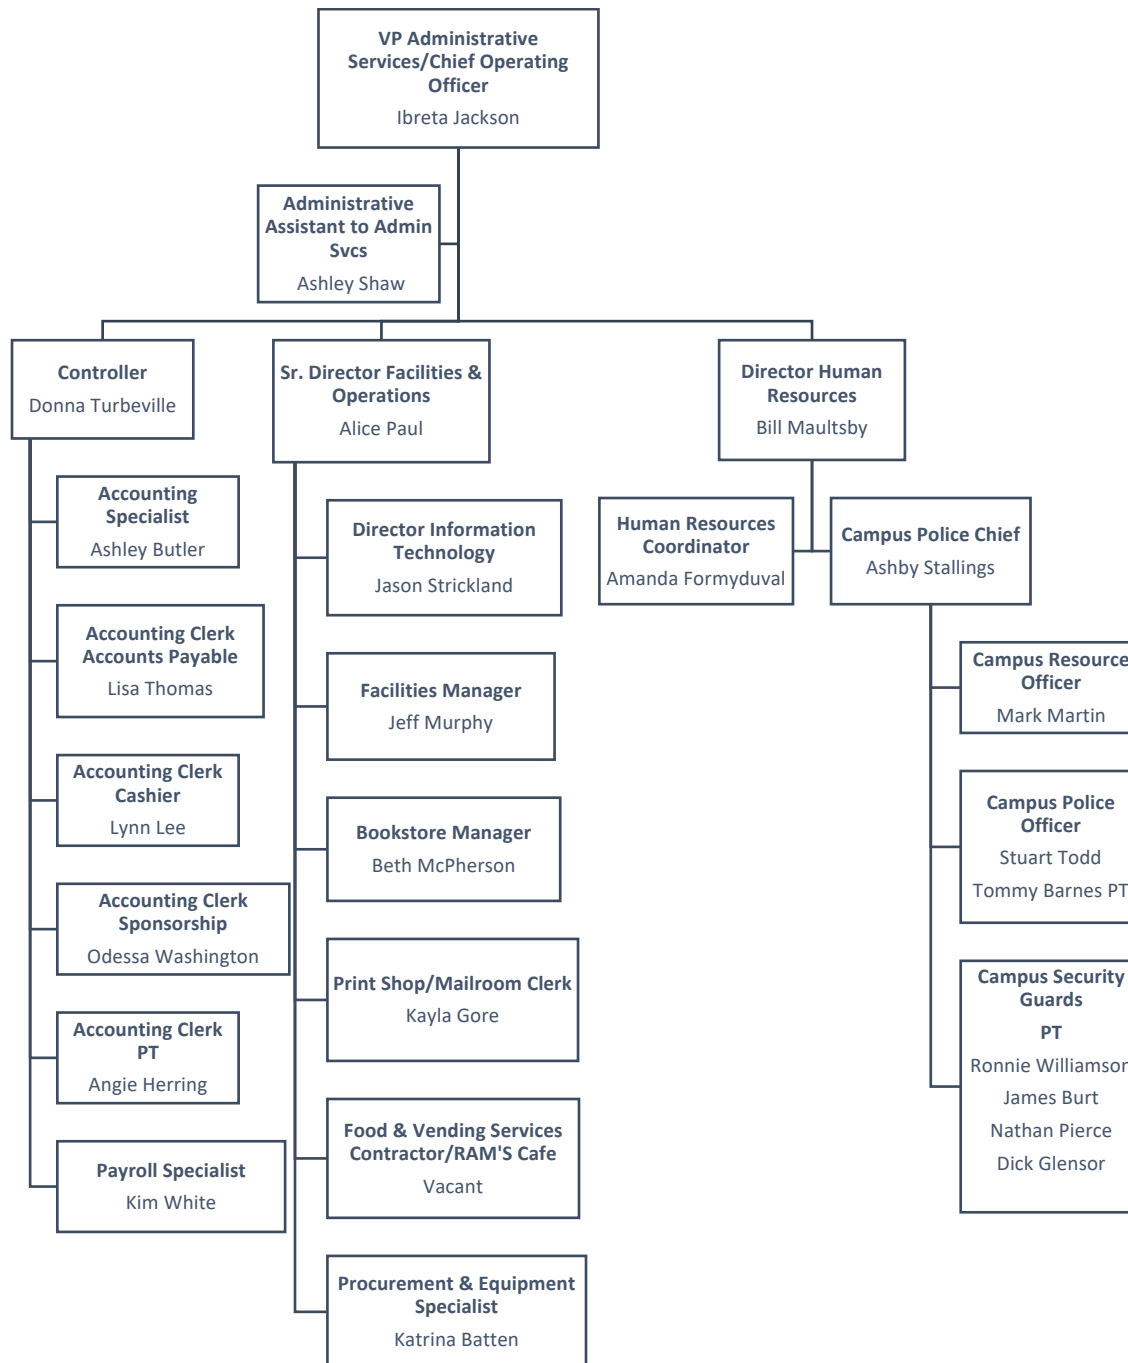 VP Administrative
Services/Chief Operating
Officer
Ibreta Jackson
Administrative
Assistant to Admin
Svcs
Ashley Shaw
Controller
Donna Turbeville
Accounting
Specialist
Ashley Butler
Accounting Clerk
Accounts Payable
Lisa Thomas
Accounting Clerk
Cashier
Lynn Lee
Accounting Clerk
Sponsorship
Odessa Washington
Accounting Clerk
PT
Angie Herring
Payroll Specialist
Kim White
Sr. Director Facilities &
Operations
Alice Paul
Director Information
Technology
Jason Strickland
Facilities Manager
Jeff Murphy
Bookstore Manager
Beth McPherson
Print Shop/Mailroom Clerk
Kayla Gore
Food & Vending Services
Contractor/RAM'S Cafe
Vacant
Procurement & Equipment
Specialist
Katrina Batten
Director Human
Resources
Bill Maultsby
Human Resources
Coordinator
Amanda Formyduval
Campus Police Chief
Ashby Stallings
Campus Resource
Officer
Mark Martin
Campus Police
Officer
Stuart Todd
Tommy Barnes PT
Campus Security
Guards
PT
Ronnie Williamson
James Burt
Nathan Pierce
Dick Glensor